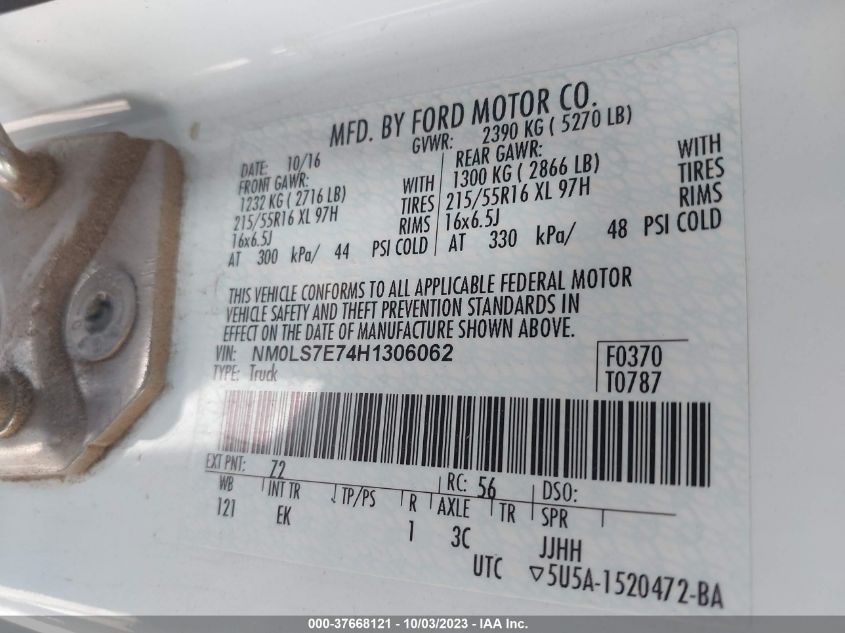 MFD. BY FORD MOTOR CO.
DATE: 10/16
GVWR: 2390 KG ( 5270 LB)
FRONT GAWR:
1232 KG ( 2716 LB) WITH
215/55R16 XL 97H TIRES
16x6.5J RIMS
AT 300 kPa/ 44 PSI COLD
REAR GAWR:
1300 KG ( 2866 LB) WITH
215/55R16 XL 97H TIRES
16x6.5J RIMS
AT 330 kPa/ 48 PSI COLD
THIS VEHICLE CONFORMS TO ALL APPLICABLE FEDERAL MOTOR
VEHICLE SAFETY AND THEFT PREVENTION STANDARDS IN
EFFECT ON THE DATE OF MANUFACTURE SHOWN ABOVE.
VIN: NM0LS7E74H1306062
TYPE: Truck
F0370
T0787
EXT PNT: Z2 RC: 56 DSO:
WB INT TR TP/PS R AXLE TR SPR
121 EK 1 3C JJHH
UTC ▽5U5A-1520472-BA
000-37668121 - 10/03/2023 - IAAI Inc.